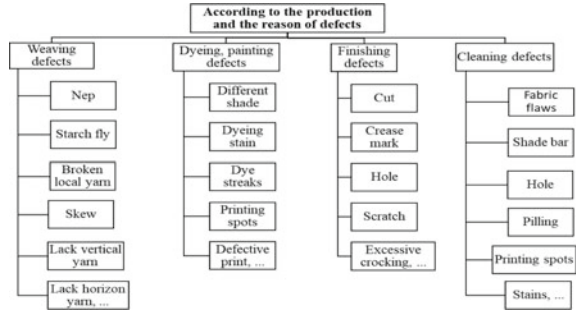 According to the production
and the reason of defects
Weaving
defects
Nep
Starch fly
Broken
local yarn
Skew
Lack vertical
yarn
Lack horizon
yarn, ...
Dyeing, painting
defects
Different
shade
Dyeing
stain
Dye
streaks
Printing
spots
Defective
print, ...
Finishing
defects
Cut
Crease
mark
Hole
Scratch
Excessive
crocking, ...
Cleaning defects
Fabric
flaws
Shade bar
Hole
Pilling
Printing spots
Stains, ...